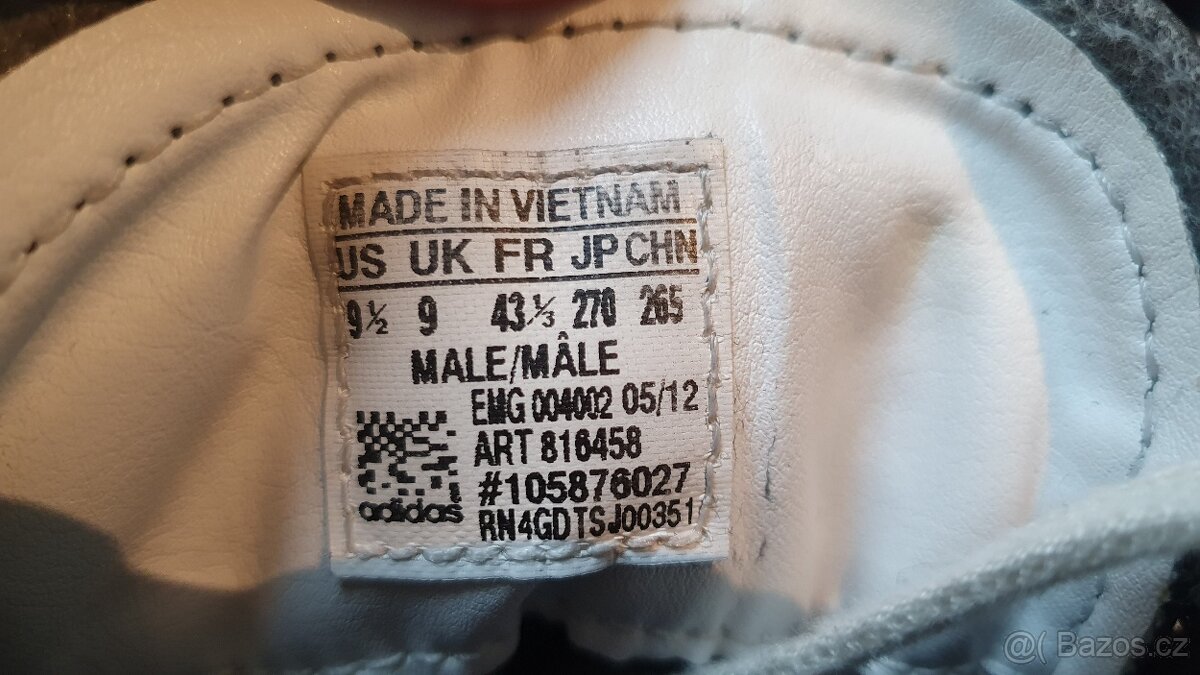 MADE IN VIETNAM
US UK FR JP CHN
9½ 9 43⅓ 270 265
MALE/MÂLE
EMG 004002 05/12
ART 816458
#105876027
adidas
RN4GDTSJ00351
@( Bazos.cz